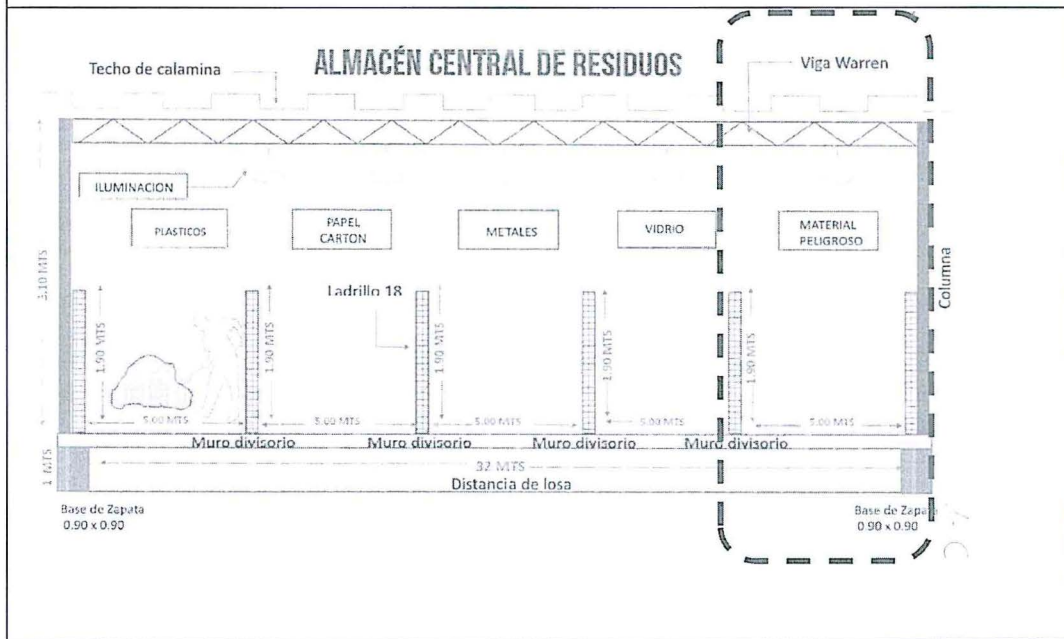 ALMACÉN CENTRAL DE RESIDUOS
Techo de calamina
Viga Warren
ILUMINACION
PLASTICOS
PAPEL
CARTON
METALES
VIDRIO
MATERIAL
PELIGROSO
3.10 MTS
Columna
Ladrillo 18
1.90 MTS
1.90 MTS
1.90 MTS
1.90 MTS
1.90 MTS
5.00 MTS
5.00 MTS
5.00 MTS
5.00 MTS
5.00 MTS
Muro divisorio
Muro divisorio
Muro divisorio
Muro divisorio
1 MTS
32 MTS
Distancia de losa
Base de Zapata
0.90 x 0.90
Base de Zapa
0.90 x 0.90